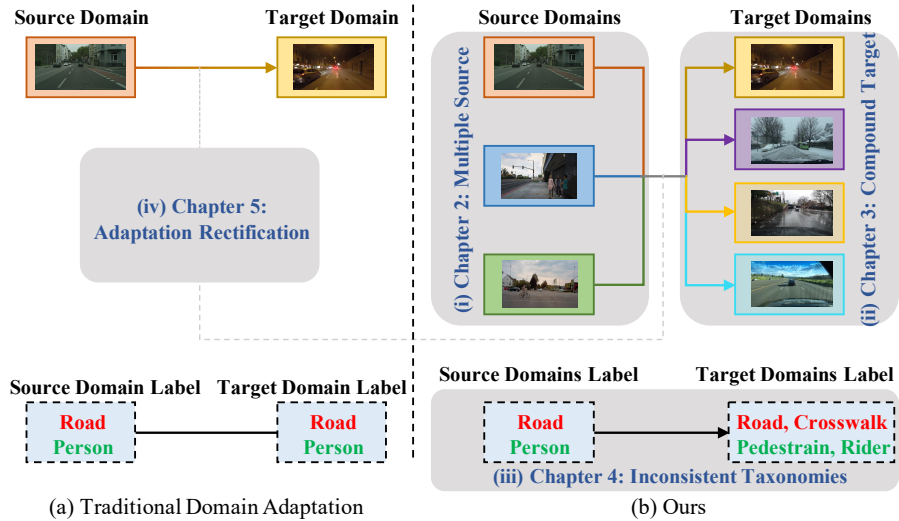 Source Domain
Target Domain
(iv) Chapter 5:
Adaptation Rectification
Source Domain Label
Target Domain Label
Road
Person
Road
Person
(a) Traditional Domain Adaptation
Source Domains
Target Domains
(i) Chapter 2: Multiple Source
(ii) Chapter 3: Compound Target
Source Domains Label
Target Domains Label
Road
Person
Road, Crosswalk
Pedestrain, Rider
(iii) Chapter 4: Inconsistent Taxonomies
(b) Ours